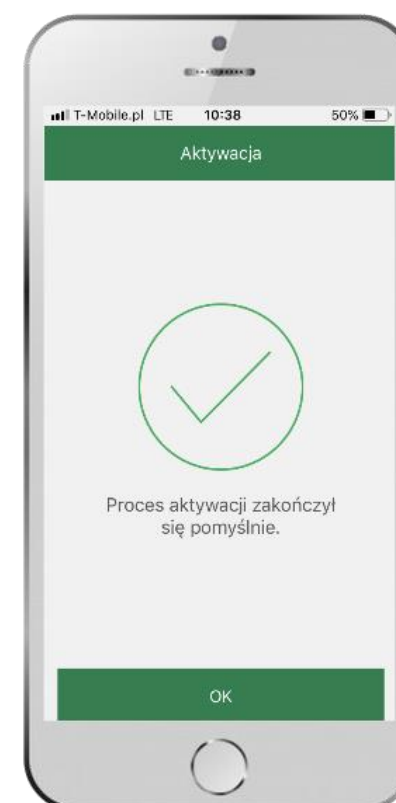 T-Mobile.pl LTE 10:38 50%
Aktywacja
Proces aktywacji zakończył
się pomyślnie.
OK